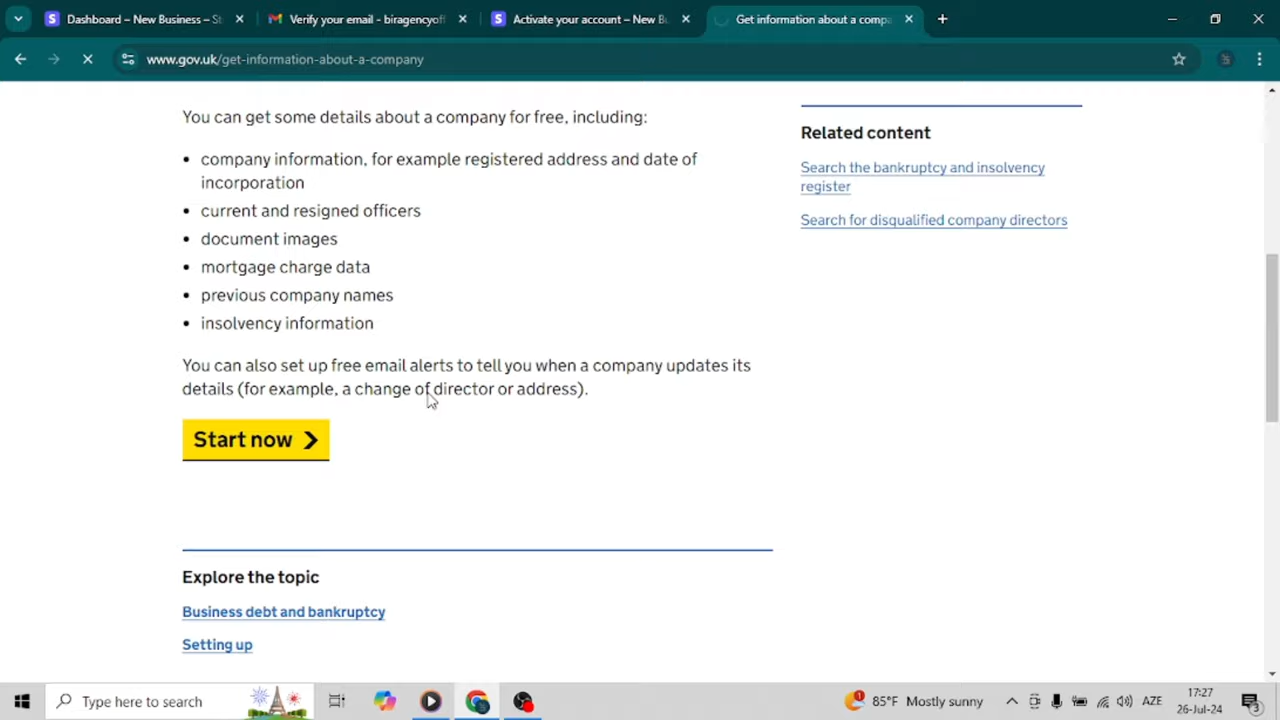 Dashboard – New Business – St
Verify your email - biragencyoff
Activate your account – New Bu
Get information about a compa
www.gov.uk/get-information-about-a-company
You can get some details about a company for free, including:
company information, for example registered address and date of
incorporation
current and resigned officers
document images
mortgage charge data
previous company names
insolvency information
You can also set up free email alerts to tell you when a company updates its
details (for example, a change of director or address).
Start now
Related content
Search the bankruptcy and insolvency
register
Search for disqualified company directors
Explore the topic
Business debt and bankruptcy
Setting up
Type here to search
85°F Mostly sunny
AZE
17:27
26-Jul-24